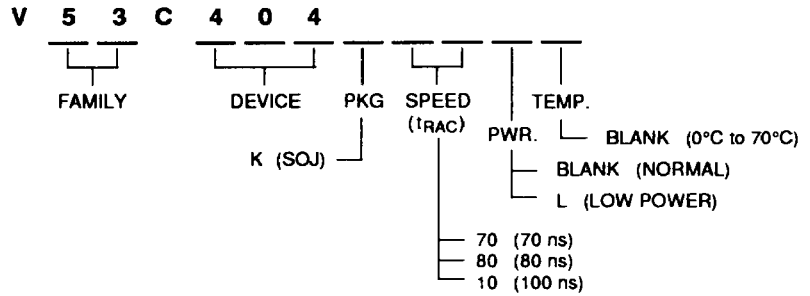 V 5 3 C 4 0 4
FAMILY DEVICE PKG SPEED TEMP.
(tRAC) PWR.
BLANK (0°C to 70°C)
K (SOJ)
BLANK (NORMAL)
L (LOW POWER)
70 (70 ns)
80 (80 ns)
10 (100 ns)